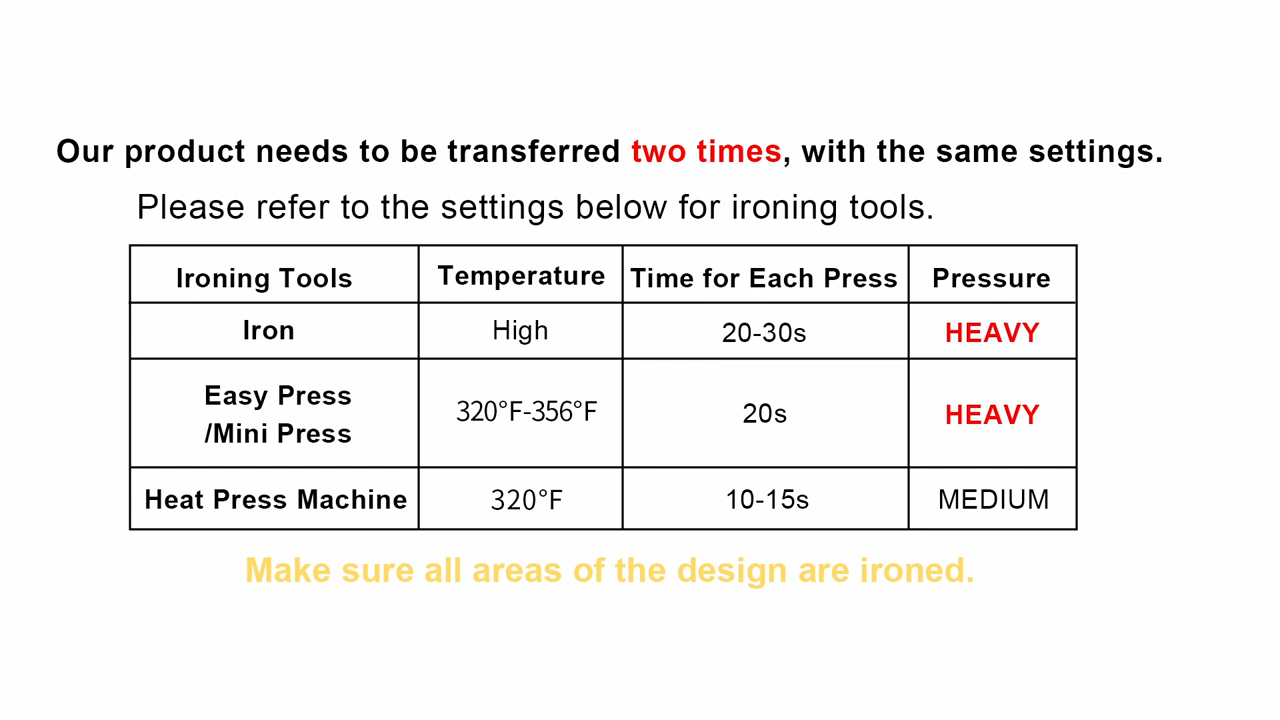 Our product needs to be transferred two times, with the same settings.
Please refer to the settings below for ironing tools.
Ironing Tools Temperature Time for Each Press Pressure
Iron High 20-30s HEAVY
Easy Press
/Mini Press 320°F-356°F 20s HEAVY
Heat Press Machine 320°F 10-15s MEDIUM
Make sure all areas of the design are ironed.